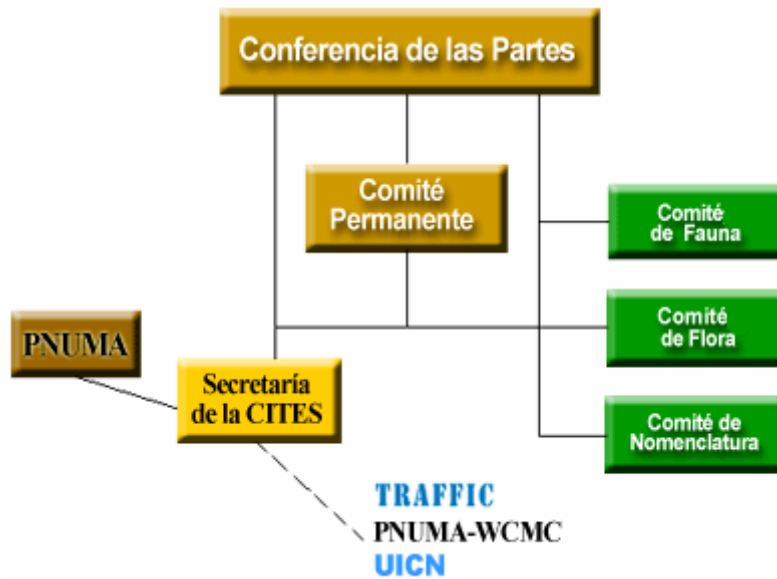 Conferencia de las Partes
Comité
Permanente
Comité
de Fauna
PNUMA
Comité
de Flora
Secretaría
de la CITES
Comité de
Nomenclatura
TRAFFIC
PNUMA-WCMC
UICN